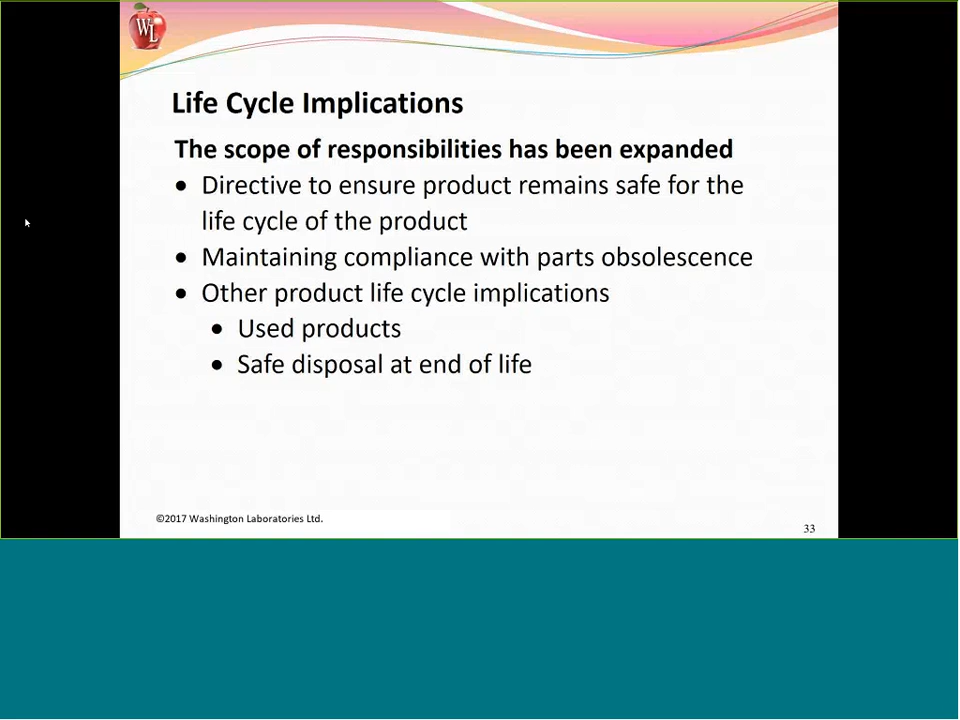 WL
Life Cycle Implications
The scope of responsibilities has been expanded
• Directive to ensure product remains safe for the
life cycle of the product
• Maintaining compliance with parts obsolescence
• Other product life cycle implications
• Used products
• Safe disposal at end of life
©2017 Washington Laboratories Ltd.
33